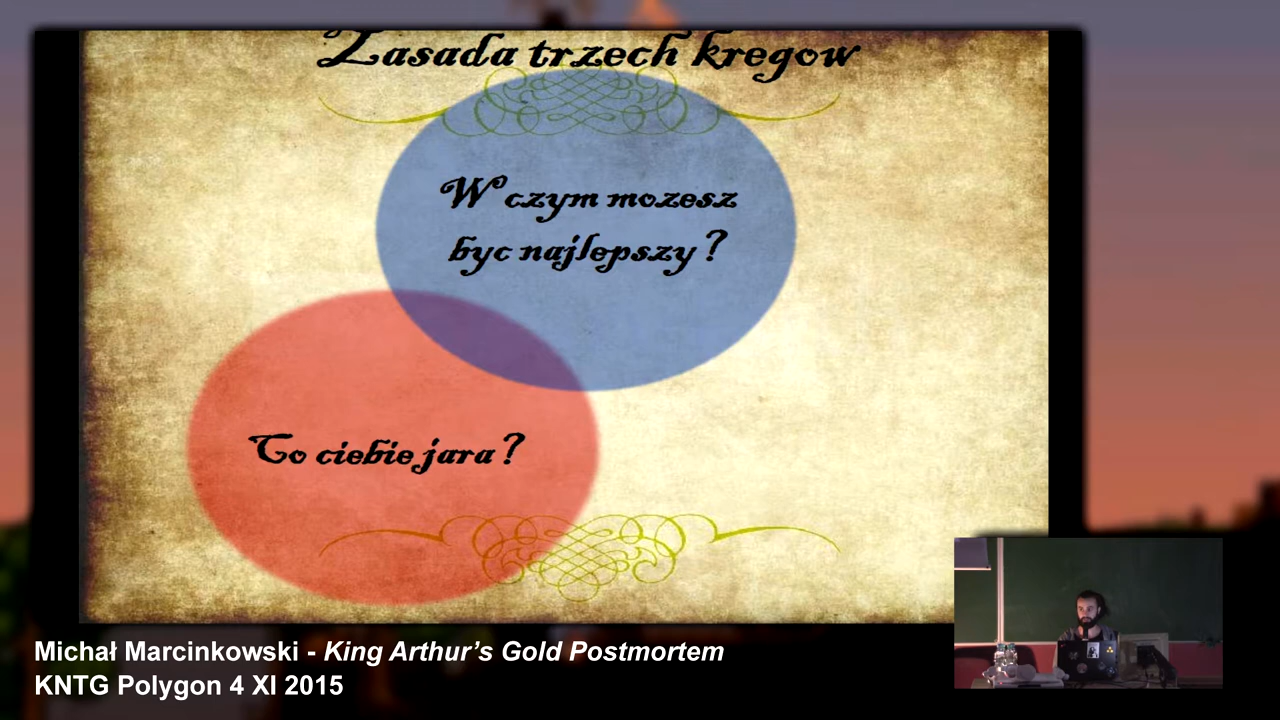 Zasada trzech kregow
W czym mozesz
byc najlepszy?
Co ciebie jara?
Michał Marcinkowski - King Arthur's Gold Postmortem
KNTG Polygon 4 XI 2015